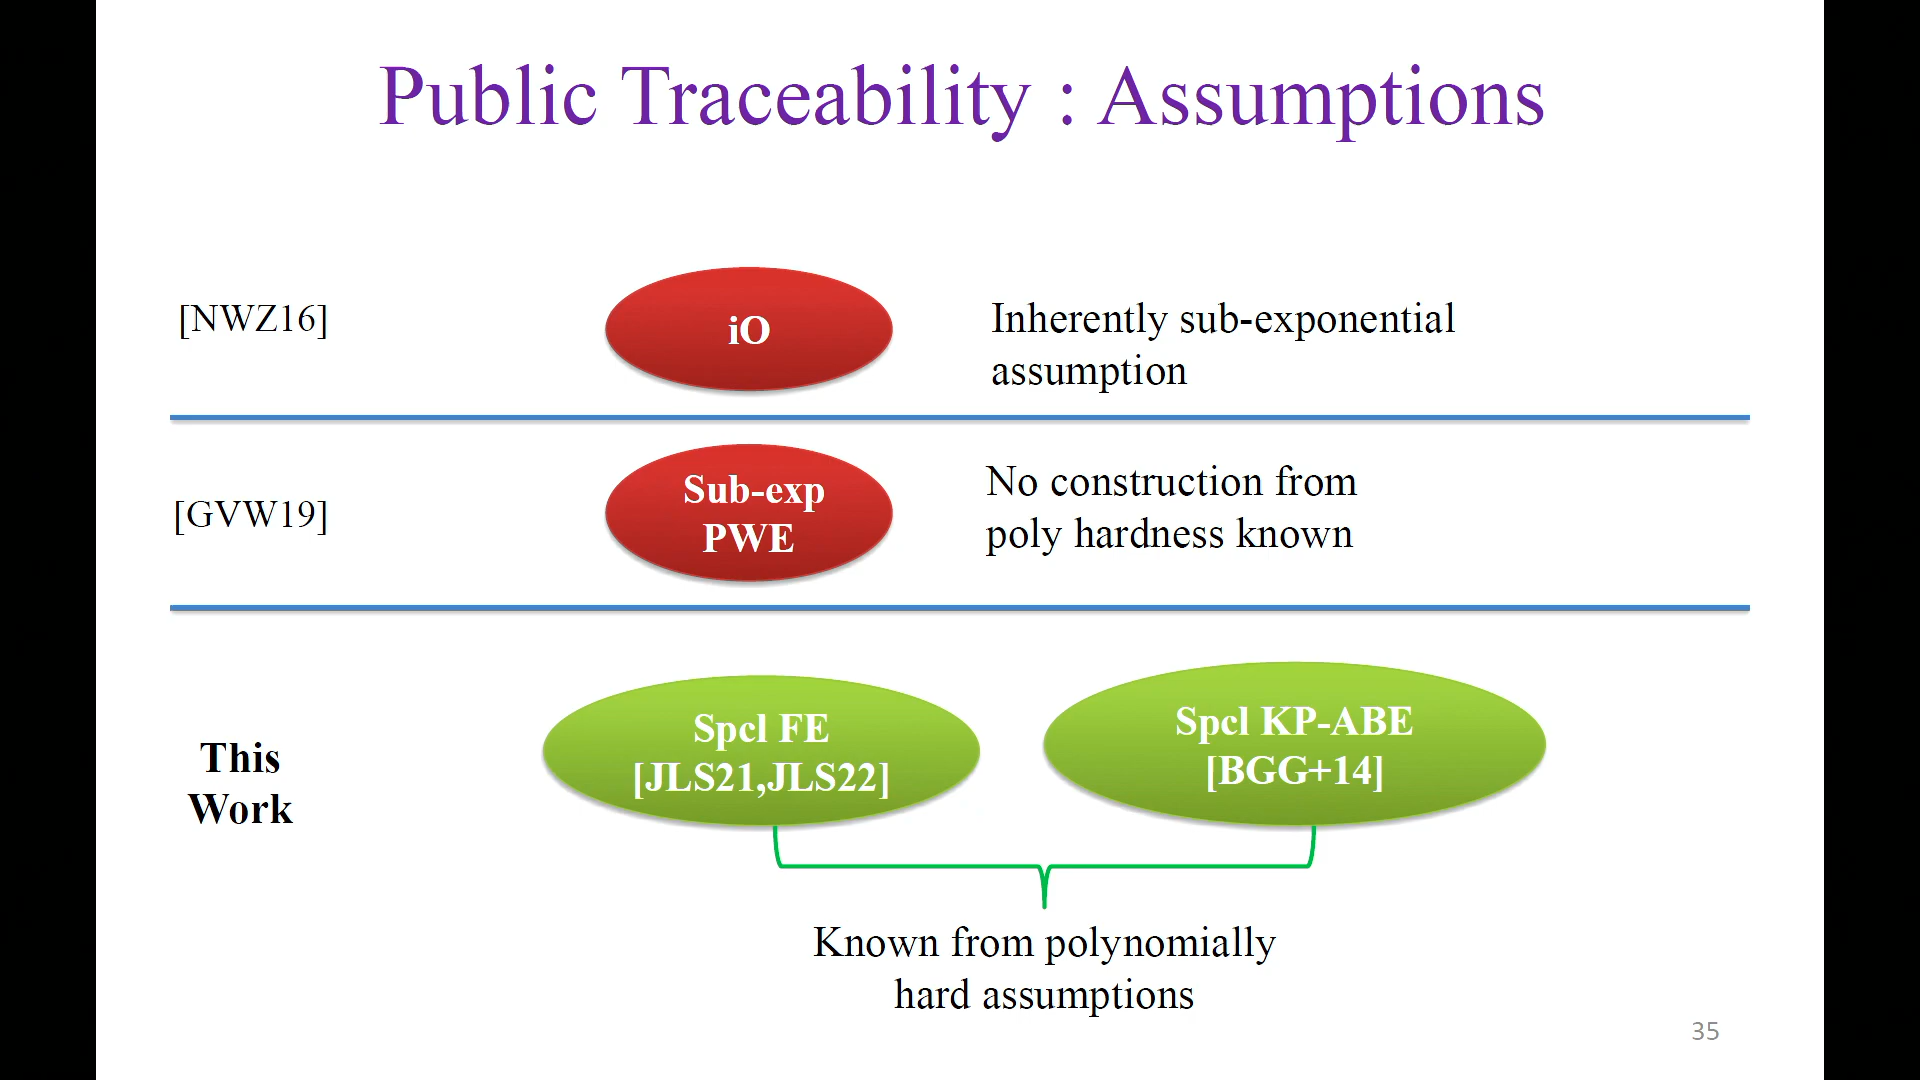 Public Traceability : Assumptions
[NWZ16]
iO
Inherently sub-exponential
assumption
[GVW19]
Sub-exp
PWE
No construction from
poly hardness known
This
Work
Spcl FE
[JLS21,JLS22]
Spcl KP-ABE
[BGG+14]
Known from polynomially
hard assumptions
35